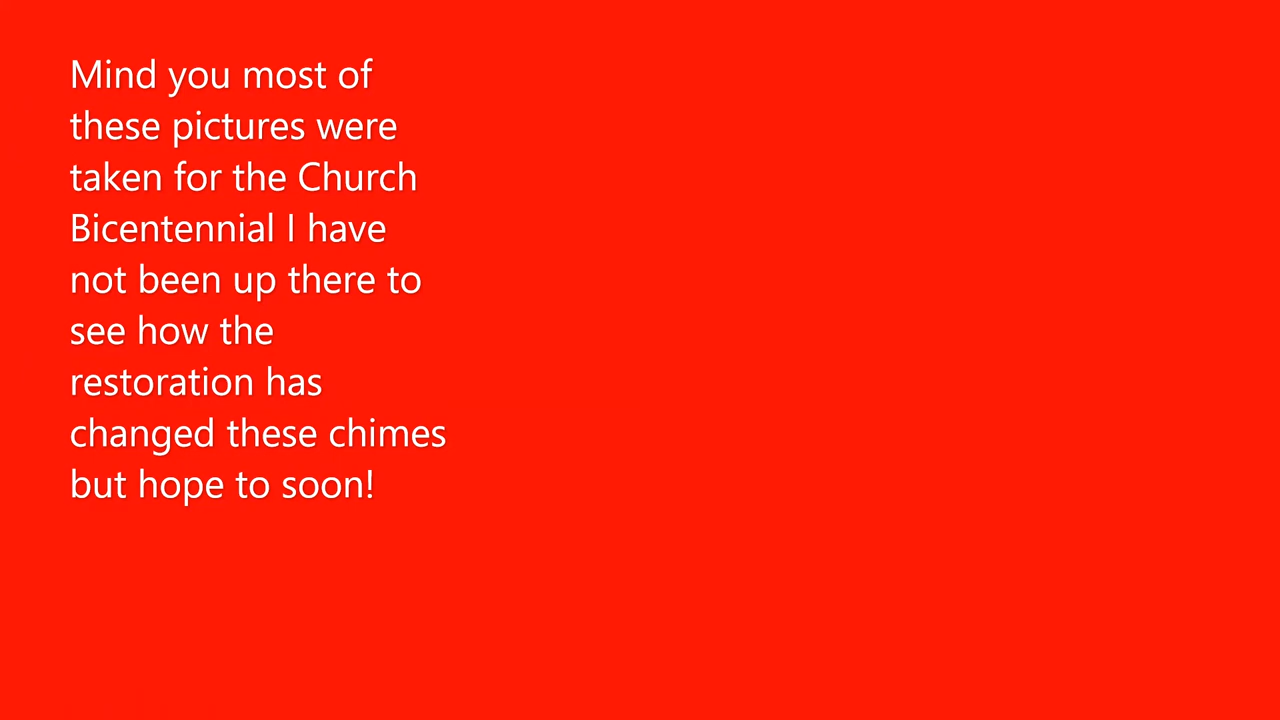 Mind you most of
these pictures were
taken for the Church
Bicentennial I have
not been up there to
see how the
restoration has
changed these chimes
but hope to soon!